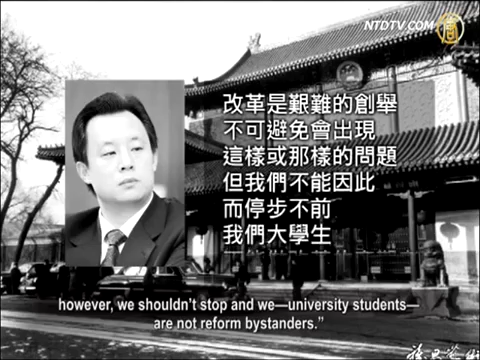 NTDTV.COM
改革是艱難的創舉
不可避免會出現
這樣或那樣的問題
但我們不能因此
而停步不前
我們大學生
however, we shouldn't stop and we—university students—
are not reform bystanders."